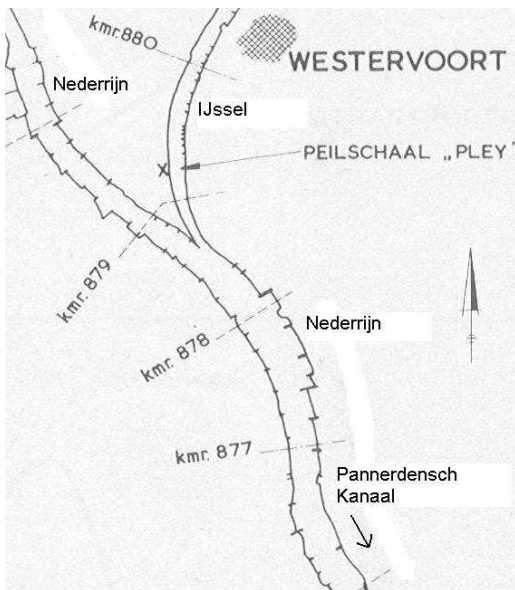 kmr. 880
WESTERVOORT
Nederrijn
IJssel
PEILSCHAAL „PLEY"
kmr. 879
Nederrijn
kmr. 878
kmr. 877
Pannerdensch
Kanaal